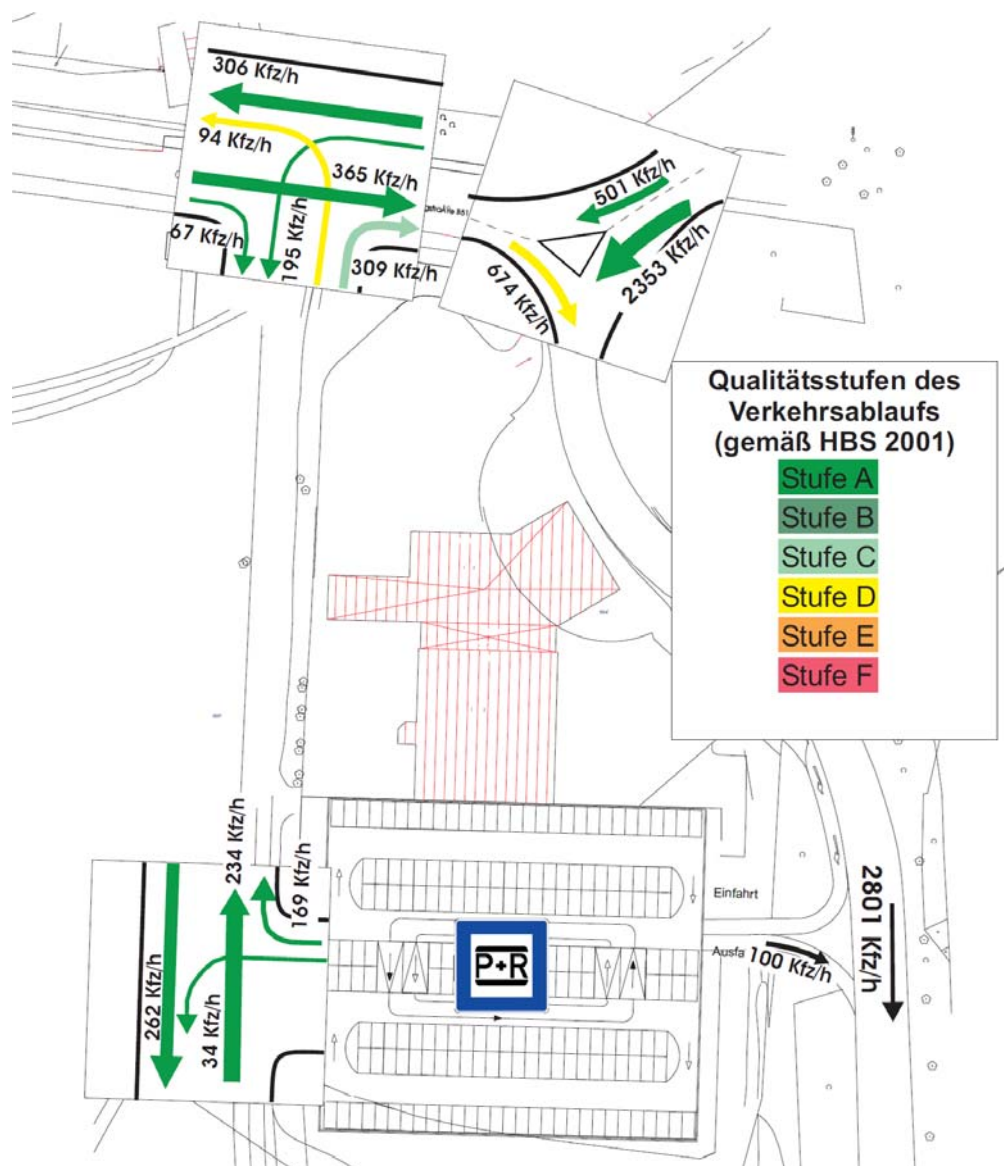 306 Kfz/h
94 Kfz/h
365 Kfz/h
67 Kfz/h
195 Kfz/h
309 Kfz/h
501 Kfz/h
2353 Kfz/h
674 Kfz/h
Qualitätsstufen des
Verkehrsablaufs
(gemäß HBS 2001)
Stufe A
Stufe B
Stufe C
Stufe D
Stufe E
Stufe F
234 Kfz/h
169 Kfz/h
262 Kfz/h
34 Kfz/h
P+R
Einfahrt
Ausfa
100 Kfz/h
2801 Kfz/h